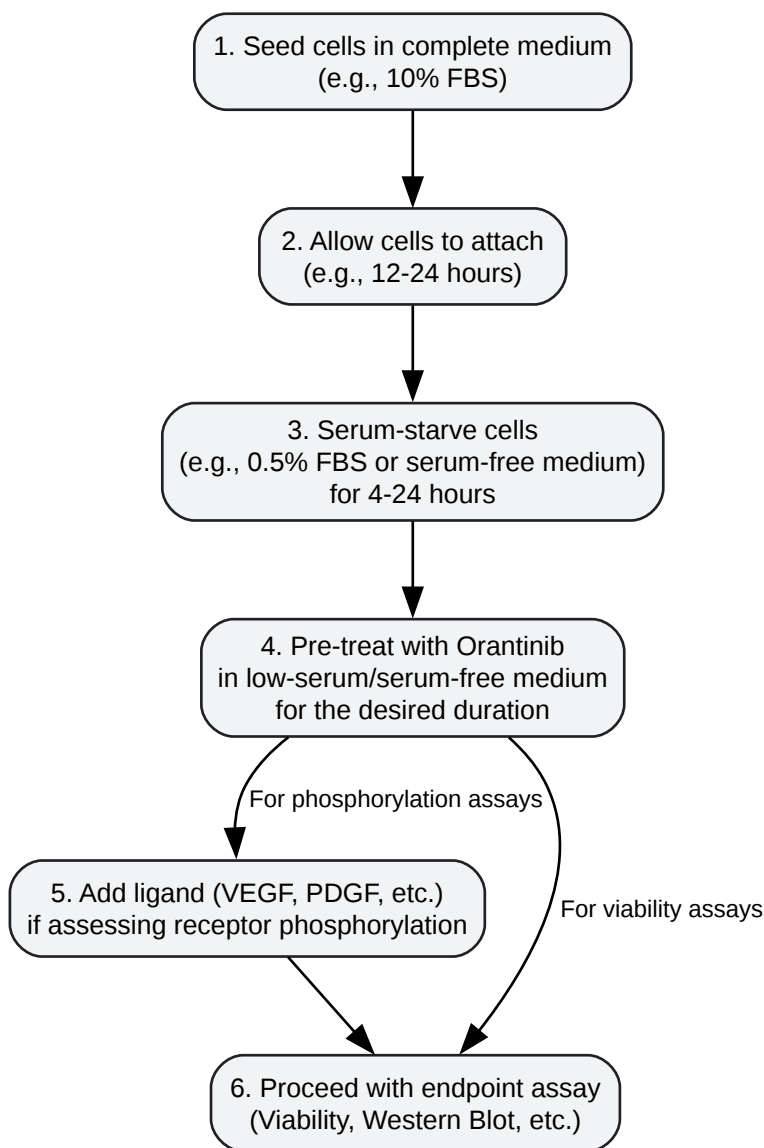 1. Seed cells in complete medium
(e.g., 10% FBS)
2. Allow cells to attach
(e.g., 12-24 hours)
3. Serum-starve cells
(e.g., 0.5% FBS or serum-free medium)
for 4-24 hours
4. Pre-treat with Orantinib
in low-serum/serum-free medium
for the desired duration
For phosphorylation assays
5. Add ligand (VEGF, PDGF, etc.)
if assessing receptor phosphorylation
For viability assays
6. Proceed with endpoint assay
(Viability, Western Blot, etc.)